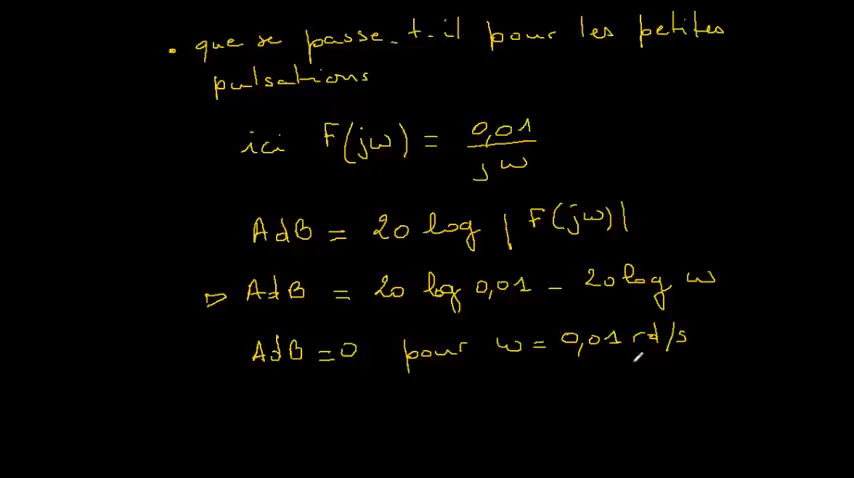 • que se passe-t-il pour les petites
pulsations
ici F(jω) = 0,01 / jω
AdB = 20 log |F(jω)|
▷ AdB = 20 log 0,01 - 20 log ω
AdB = 0 pour ω = 0,01 rd/s